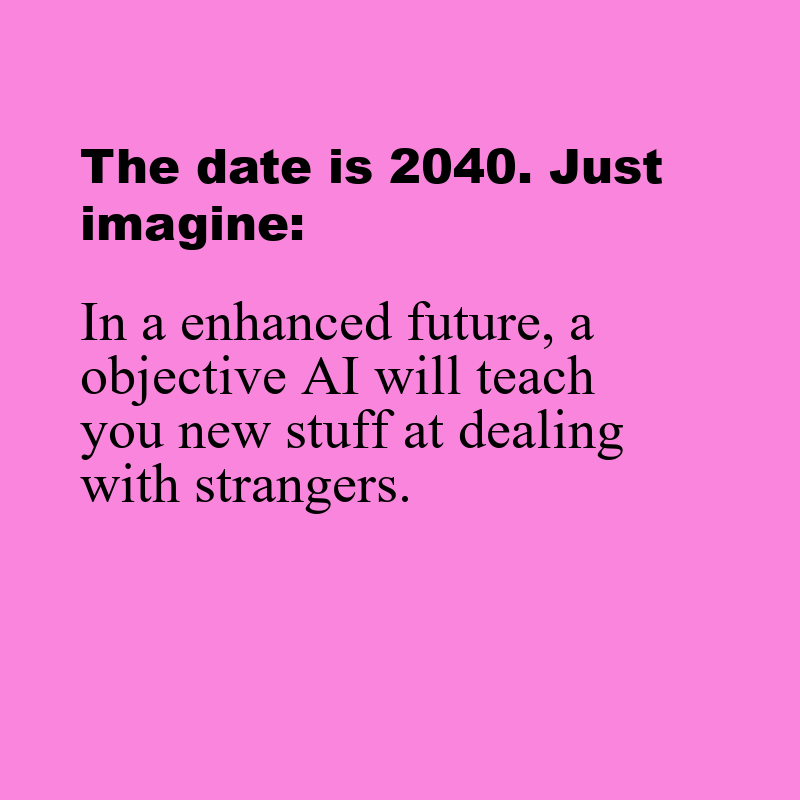 The date is 2040. Just
imagine:
In a enhanced future, a
objective AI will teach
you new stuff at dealing
with strangers.